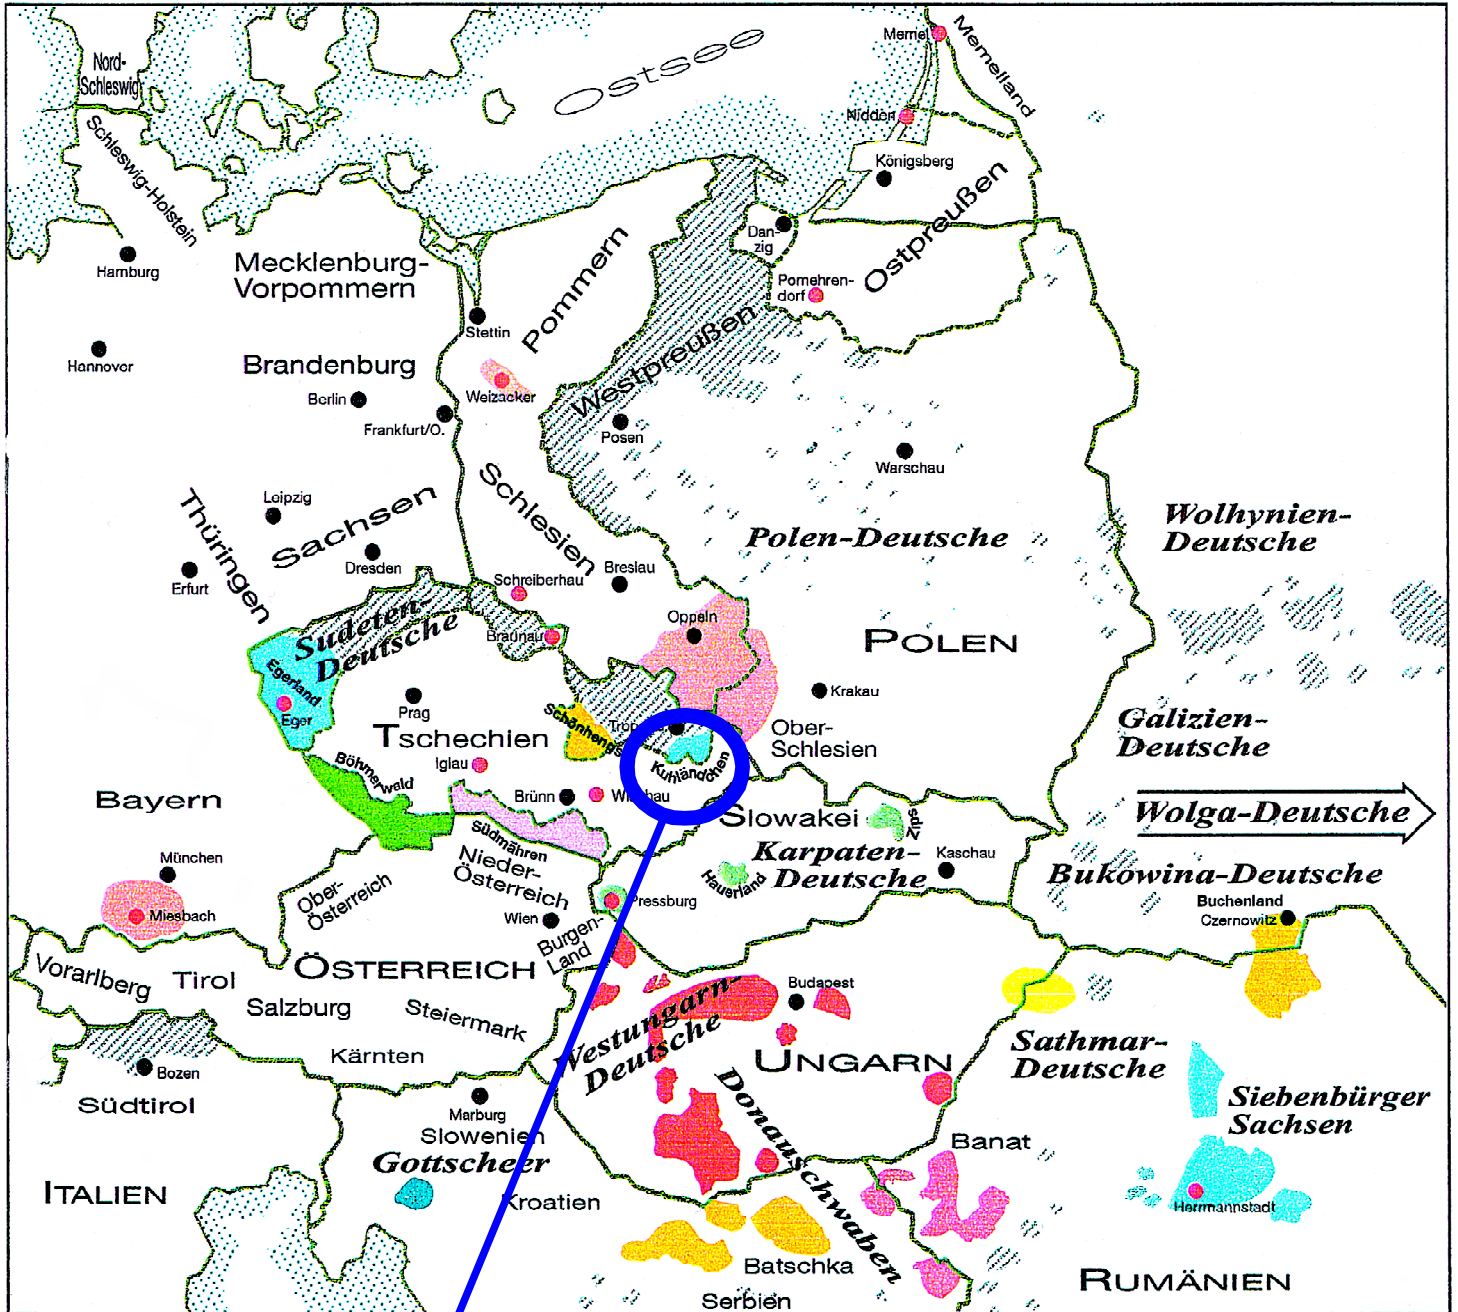 Nord-
Schleswig
Ostsee
Memel
Memelland
Schleswig-Holstein
Nidden
Königsberg
Hamburg
Mecklenburg-
Vorpommern
Dan-
zig
Ostpreußen
Pommern
Pomehren-
dorf
Stettin
Hannover
Brandenburg
Berlin
Frankfurt/O.
Weizacker
Westpreußen
Posen
Warschau
Leipzig
Thüringen
Sachsen
Schlesien
Dresden
Erfurt
Schreiberhau
Breslau
Polen-Deutsche
Wolhynien-
Deutsche
Sudeten-
Deutsche
Braunau
Oppeln
POLEN
Egerland
Eger
Prag
Krakau
Schönhengst
Trop
Tschechien
Ober-
Schlesien
Galizien-
Deutsche
Iglau
Böhmerwald
Kuhländchen
Bayern
Brünn
Südmähren
Slowakei
Zips
Wolga-Deutsche
München
Nieder-
Österreich
Ober-
Österreich
Karpaten-
Deutsche
Kaschau
Hauerland
Bukowina-Deutsche
Miesbach
Wien
Pressburg
Buchenland
Czernowitz
Burgen-
Land
Vorarlberg
Tirol
ÖSTERREICH
Salzburg
Steiermark
Budapest
Westungarn-
Deutsche
UNGARN
Sathmar-
Deutsche
Kärnten
Bozen
Südtirol
Marburg
Slowenien
Donauschwaben
Siebenbürger
Sachsen
Banat
Gottscheer
ITALIEN
Kroatien
Herrmannstadt
Batschka
Serbien
RUMÄNIEN